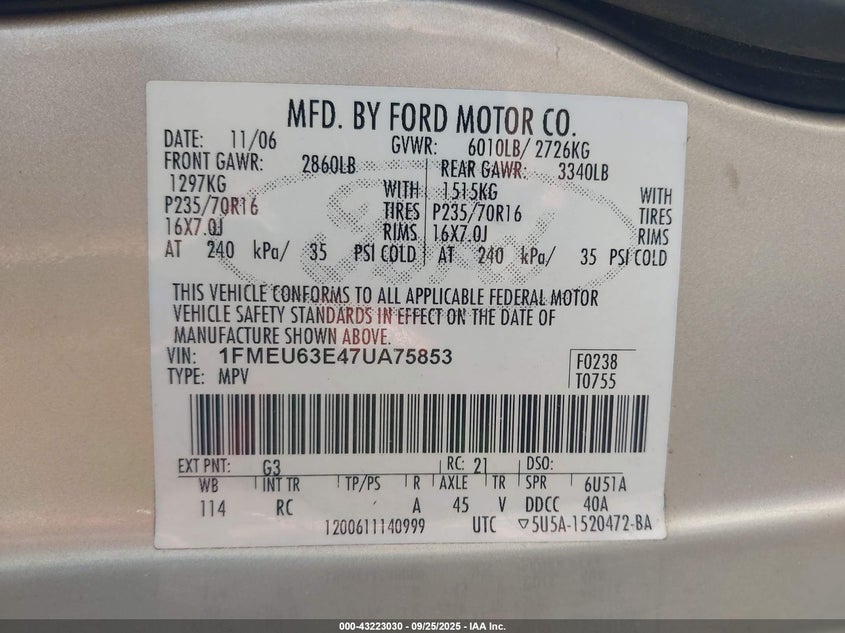 MFD. BY FORD MOTOR CO.
DATE: 11/06 GVWR: 6010LB/ 2726KG
FRONT GAWR: 2860LB REAR GAWR: 3340LB
1297KG WITH 1515KG WITH
P235/70R16 TIRES P235/70R16 TIRES
16X7.0J RIMS 16X7.0J RIMS
AT 240 kPa/ 35 PSI COLD AT 240 kPa/ 35 PSI COLD
THIS VEHICLE CONFORMS TO ALL APPLICABLE FEDERAL MOTOR
VEHICLE SAFETY STANDARDS IN EFFECT ON THE DATE OF
MANUFACTURE SHOWN ABOVE.
VIN: 1FMEU63E47UA75853 F0238
TYPE: MPV T0755
EXT PNT: G3 RC: 21 DSO:
WB INT TR TP/PS R AXLE TR SPR 6U51A
114 RC A 45 V DDCC 40A
1200611140999 UTC ▽5U5A-1520472-BA
000-43223030 - 09/25/2025 - IAA Inc.